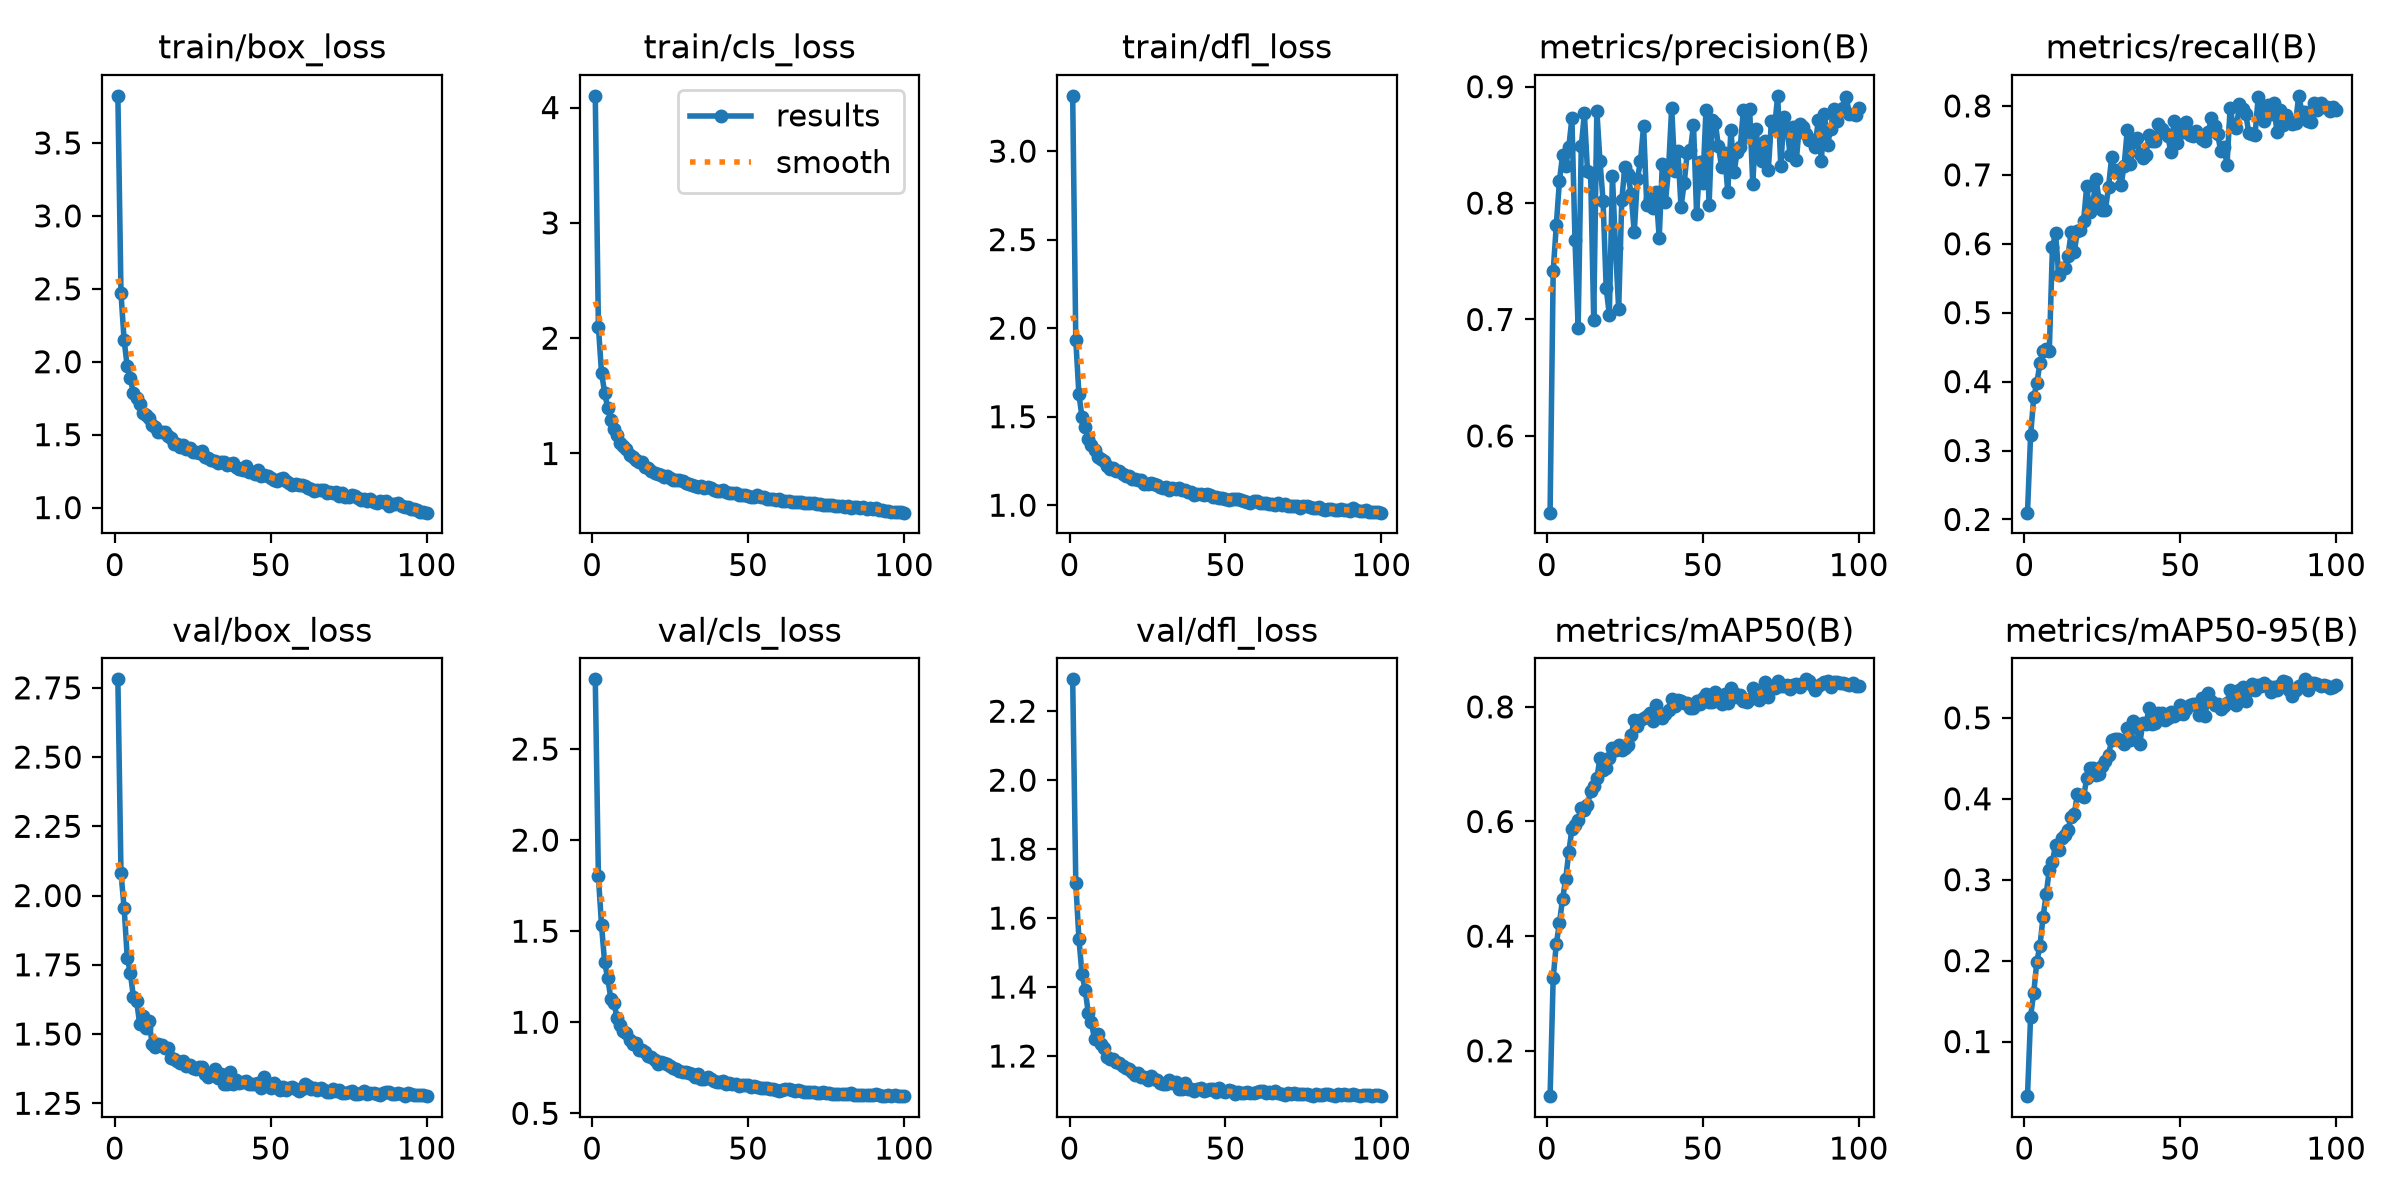 train/box_loss
train/cls_loss
train/dfl_loss
metrics/precision(B)
metrics/recall(B)
3.5
3.0
2.5
2.0
1.5
1.0
0 50 100
results
smooth
4
3
2
1
0 50 100
3.0
2.5
2.0
1.5
1.0
0 50 100
0.9
0.8
0.7
0.6
0 50 100
0.8
0.7
0.6
0.5
0.4
0.3
0.2
0 50 100
val/box_loss
val/cls_loss
val/dfl_loss
metrics/mAP50(B)
metrics/mAP50-95(B)
2.75
2.50
2.25
2.00
1.75
1.50
1.25
0 50 100
2.5
2.0
1.5
1.0
0.5
0 50 100
2.2
2.0
1.8
1.6
1.4
1.2
0 50 100
0.8
0.6
0.4
0.2
0 50 100
0.5
0.4
0.3
0.2
0.1
0 50 100